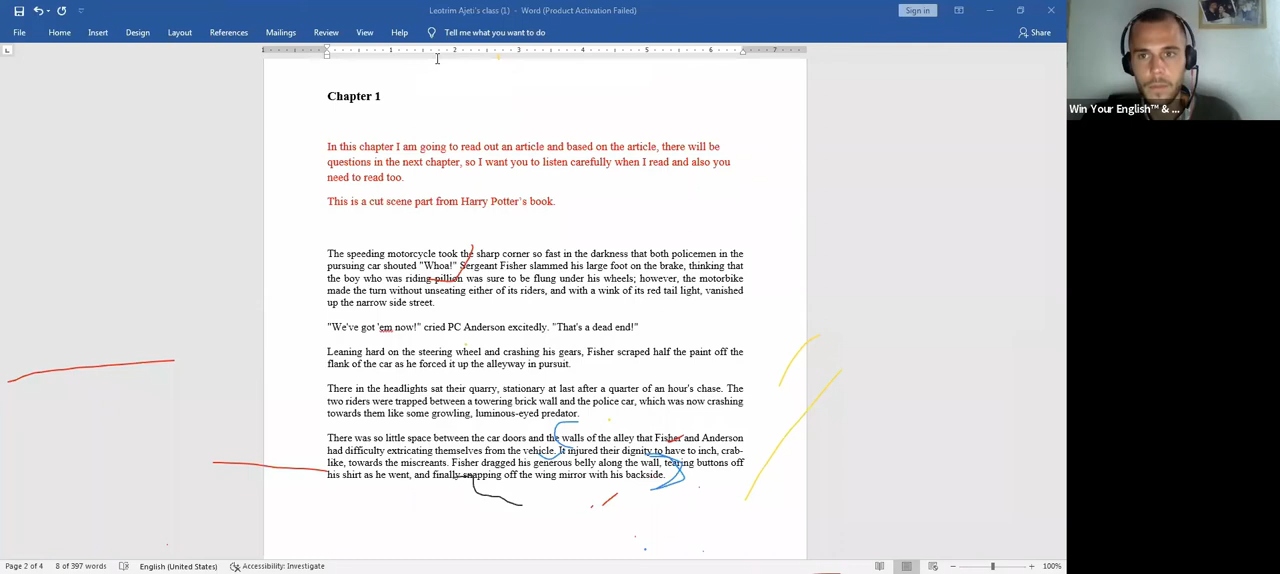 Leotrim Ajeti's class (1) - Word (Product Activation Failed)
Sign in
File Home Insert Design Layout References Mailings Review View Help Tell me what you want to do Share
1 1 2 3 4 5 6 7
Chapter 1
In this chapter I am going to read out an article and based on the article, there will be
questions in the next chapter, so I want you to listen carefully when I read and also you
need to read too.
This is a cut scene part from Harry Potter's book.
The speeding motorcycle took the sharp corner so fast in the darkness that both policemen in the
pursuing car shouted "Whoa!" Sergeant Fisher slammed his large foot on the brake, thinking that
the boy who was riding pillion was sure to be flung under his wheels; however, the motorbike
made the turn without unseating either of its riders, and with a wink of its red tail light, vanished
up the narrow side street.
"We've got 'em now!" cried PC Anderson excitedly. "That's a dead end!"
Leaning hard on the steering wheel and crashing his gears, Fisher scraped half the paint off the
flank of the car as he forced it up the alleyway in pursuit.
There in the headlights sat their quarry, stationary at last after a quarter of an hour's chase. The
two riders were trapped between a towering brick wall and the police car, which was now crashing
towards them like some growling, luminous-eyed predator.
There was so little space between the car doors and the walls of the alley that Fisher and Anderson
had difficulty extricating themselves from the vehicle. It injured their dignity to have to inch, crab-
like, towards the miscreants. Fisher dragged his generous belly along the wall, tearing buttons off
his shirt as he went, and finally snapping off the wing mirror with his backside.
Win Your English™ & ...
Page 2 of 4 8 of 397 words English (United States) Accessibility: Investigate 100%